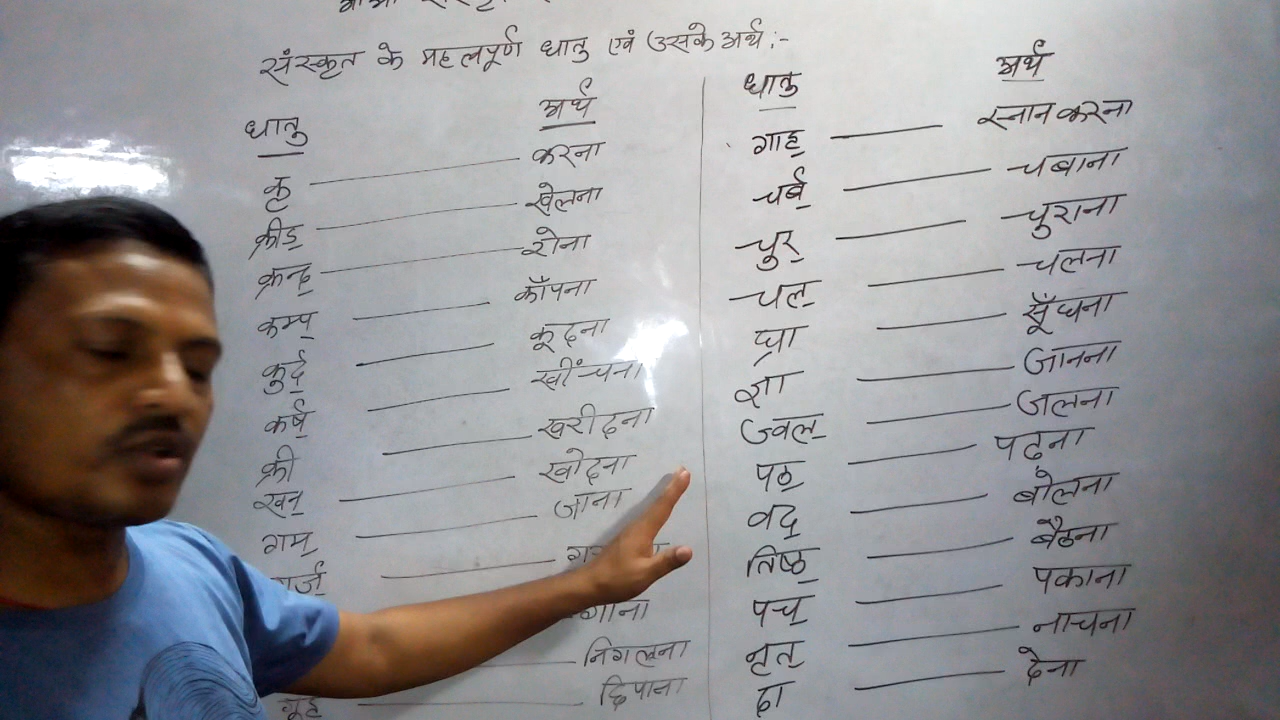 संस्कृत के महत्वपूर्ण धातु एवं उसके अर्थ :-
धातु अर्थ
कृ करना
क्रीड् खेलना
क्रन्द् रोना
कम्प् काँपना
कुर्द् कूदना
कर्ष् खींचना
क्री खरीदना
खन् खोदना
गम् जाना
गाना
निगलना
गूह् छिपाना
धातु अर्थ
गाह् स्नान करना
चर्ब् चबाना
चुर् चुराना
चल् चलना
घ्रा सूँघना
ज्ञा जानना
ज्वल् जलना
पठ् पढ़ना
वद् बोलना
तिष्ठ् बैठना
पच् पकाना
नृत् नाचना
दा देना